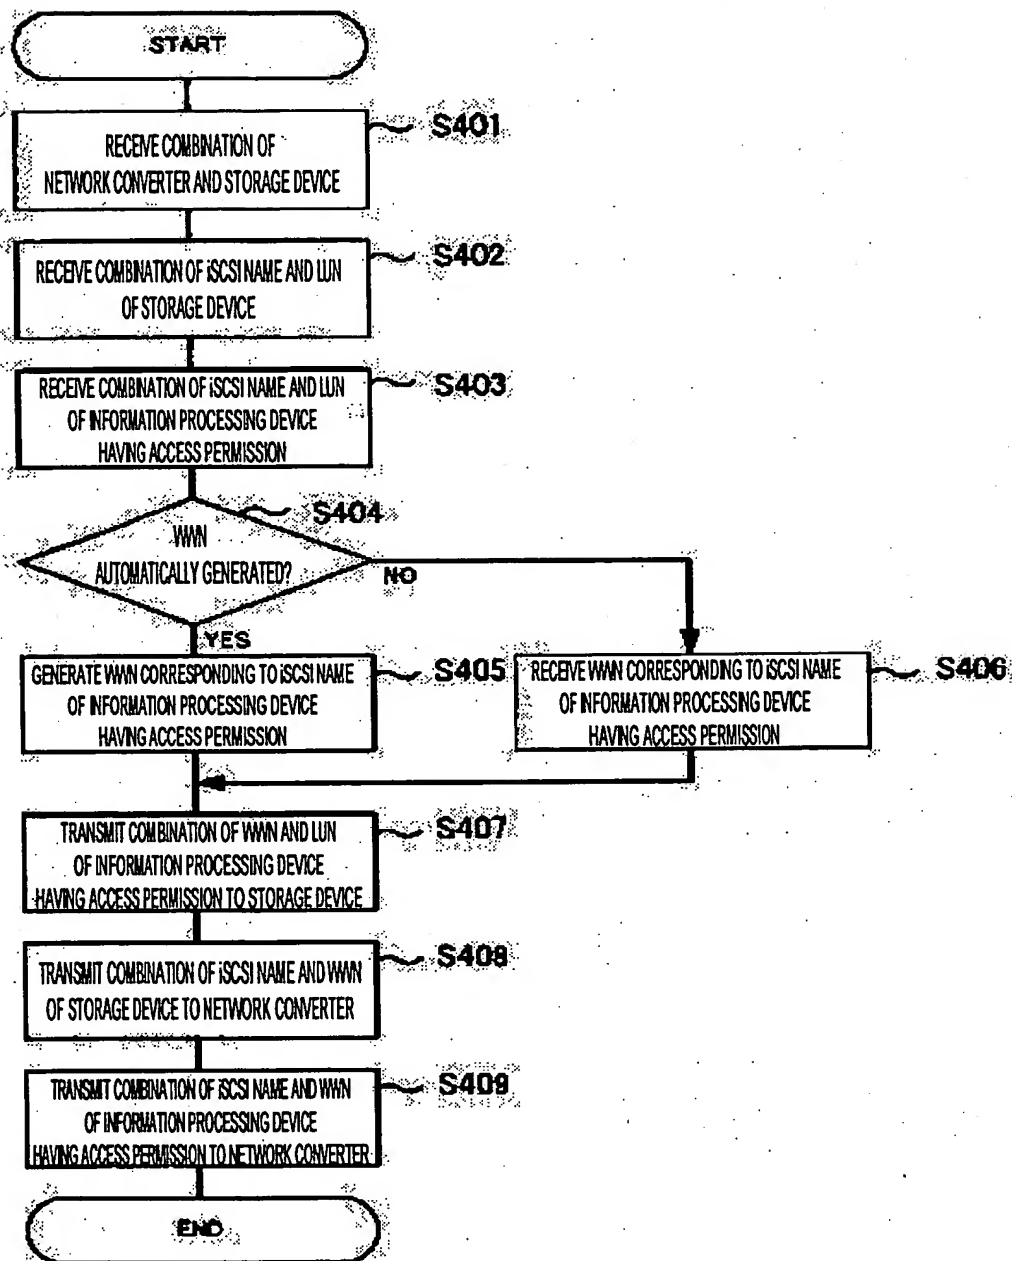 START
S401
RECEIVE COMBINATION OF
NETWORK CONVERTER AND STORAGE DEVICE
S402
RECEIVE COMBINATION OF iSCSI NAME AND LUN
OF STORAGE DEVICE
S403
RECEIVE COMBINATION OF iSCSI NAME AND LUN
OF INFORMATION PROCESSING DEVICE
HAVING ACCESS PERMISSION
S404
WWN
AUTOMATICALLY GENERATED?
NO
YES
S405
GENERATE WWN CORRESPONDING TO iSCSI NAME
OF INFORMATION PROCESSING DEVICE
HAVING ACCESS PERMISSION
S406
RECEIVE WWN CORRESPONDING TO iSCSI NAME
OF INFORMATION PROCESSING DEVICE
HAVING ACCESS PERMISSION
S407
TRANSMIT COMBINATION OF WWN AND LUN
OF INFORMATION PROCESSING DEVICE
HAVING ACCESS PERMISSION TO STORAGE DEVICE
S408
TRANSMIT COMBINATION OF iSCSI NAME AND WWN
OF STORAGE DEVICE TO NETWORK CONVERTER
S409
TRANSMIT COMBINATION OF iSCSI NAME AND WWN
OF INFORMATION PROCESSING DEVICE
HAVING ACCESS PERMISSION TO NETWORK CONVERTER
END